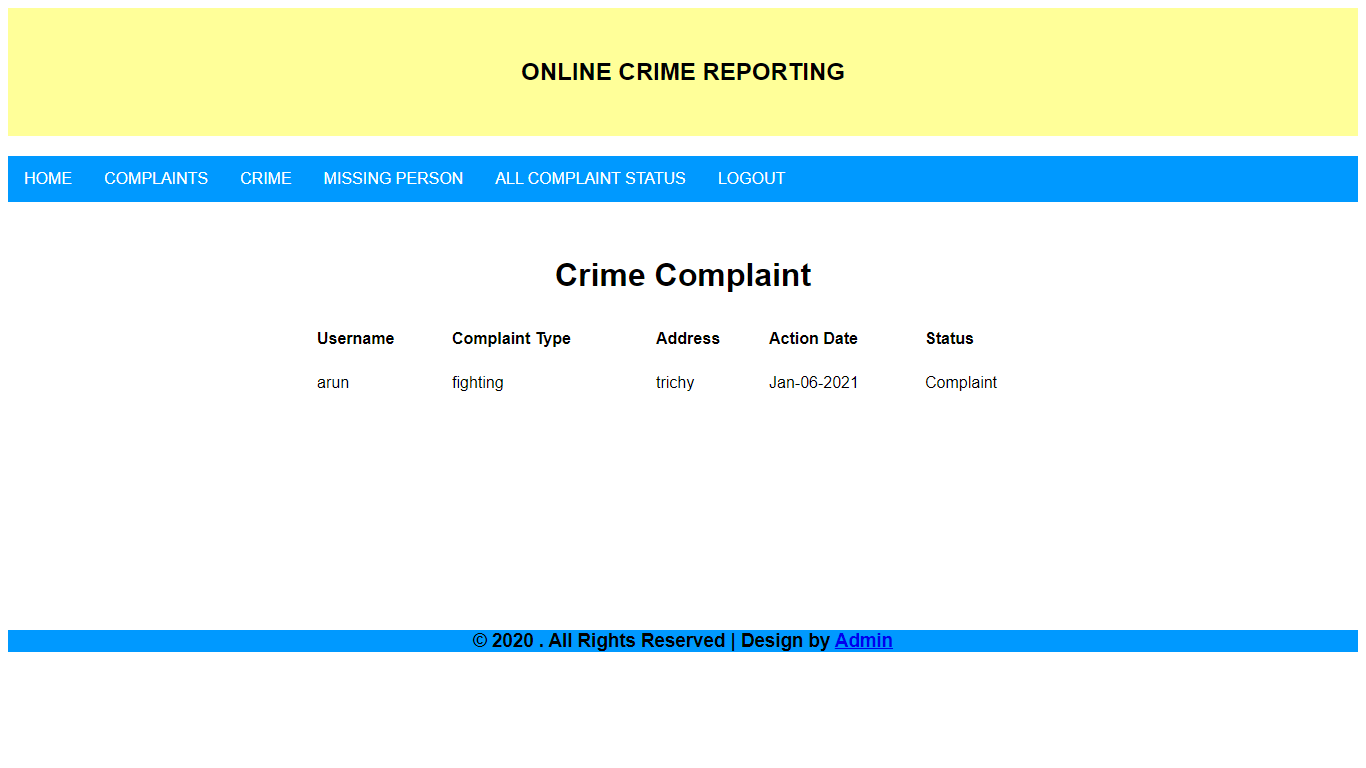 ONLINE CRIME REPORTING
HOME COMPLAINTS CRIME MISSING PERSON ALL COMPLAINT STATUS LOGOUT
Crime Complaint
Username Complaint Type Address Action Date Status
arun fighting trichy Jan-06-2021 Complaint
© 2020 . All Rights Reserved | Design by Admin